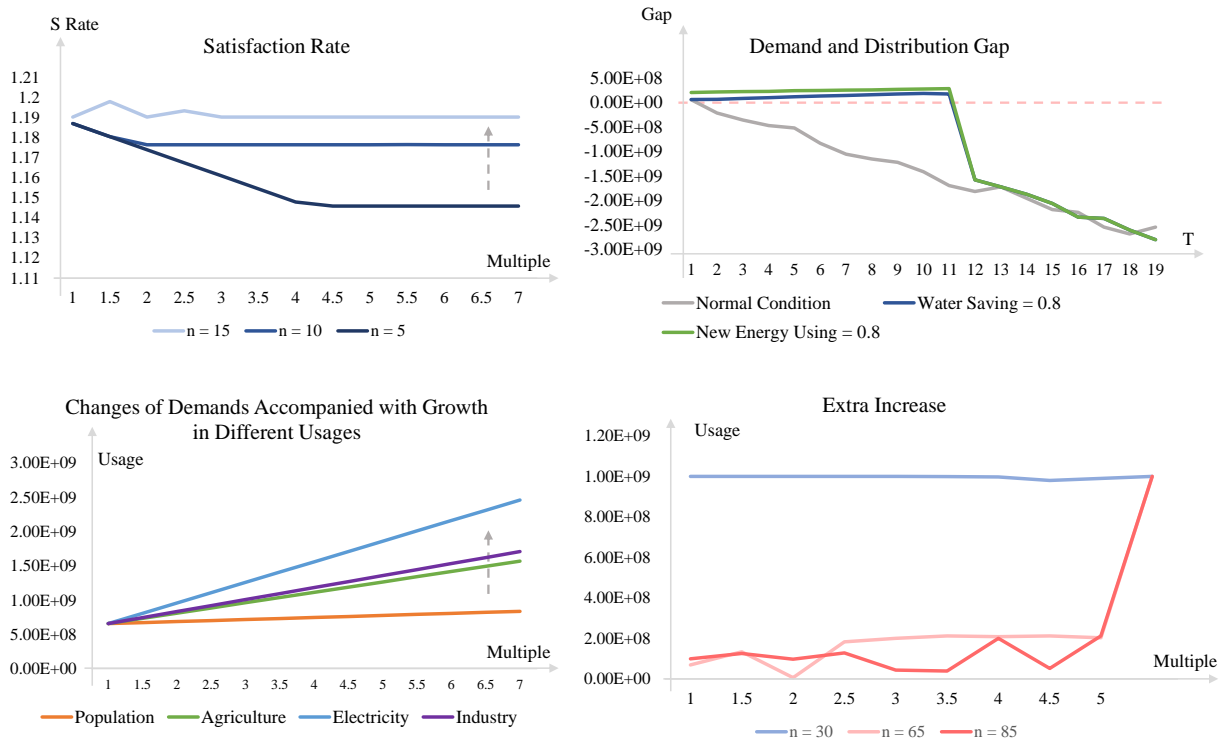 S Rate
Satisfaction Rate
1.21
1.2
1.19
1.18
1.17
1.16
1.15
1.14
1.13
1.12
1.11
Multiple
1 1.5 2 2.5 3 3.5 4 4.5 5 5.5 6 6.5 7
n = 15 n = 10 n = 5
Gap
Demand and Distribution Gap
5.00E+08
0.00E+00
-5.00E+08
-1.00E+09
-1.50E+09
-2.00E+09
-2.50E+09
-3.00E+09
T
1 2 3 4 5 6 7 8 9 10 11 12 13 14 15 16 17 18 19
Normal Condition Water Saving = 0.8
New Energy Using = 0.8
Changes of Demands Accompanied with Growth
in Different Usages
Usage
3.00E+09
2.50E+09
2.00E+09
1.50E+09
1.00E+09
5.00E+08
0.00E+00
Multiple
1 1.5 2 2.5 3 3.5 4 4.5 5 5.5 6 6.5 7
Population Agriculture Electricity Industry
Extra Increase
Usage
1.20E+09
1.00E+09
8.00E+08
6.00E+08
4.00E+08
2.00E+08
0.00E+00
Multiple
1 1.5 2 2.5 3 3.5 4 4.5 5
n = 30 n = 65 n = 85